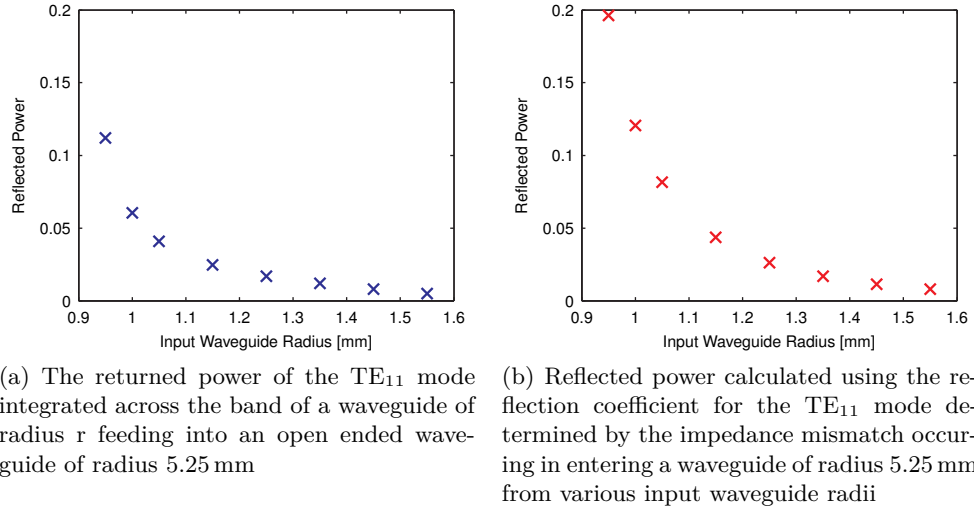 0.2
0.15
0.1
0.05
0
Reflected Power
0.9 1 1.1 1.2 1.3 1.4 1.5 1.6
Input Waveguide Radius [mm]
(a) The returned power of the TE11 mode
integrated across the band of a waveguide of
radius r feeding into an open ended wave-
guide of radius 5.25 mm
0.2
0.15
0.1
0.05
0
Reflected Power
0.9 1 1.1 1.2 1.3 1.4 1.5 1.6
Input Waveguide Radius [mm]
(b) Reflected power calculated using the re-
flection coefficient for the TE11 mode de-
termined by the impedance mismatch occur-
ing in entering a waveguide of radius 5.25 mm
from various input waveguide radii